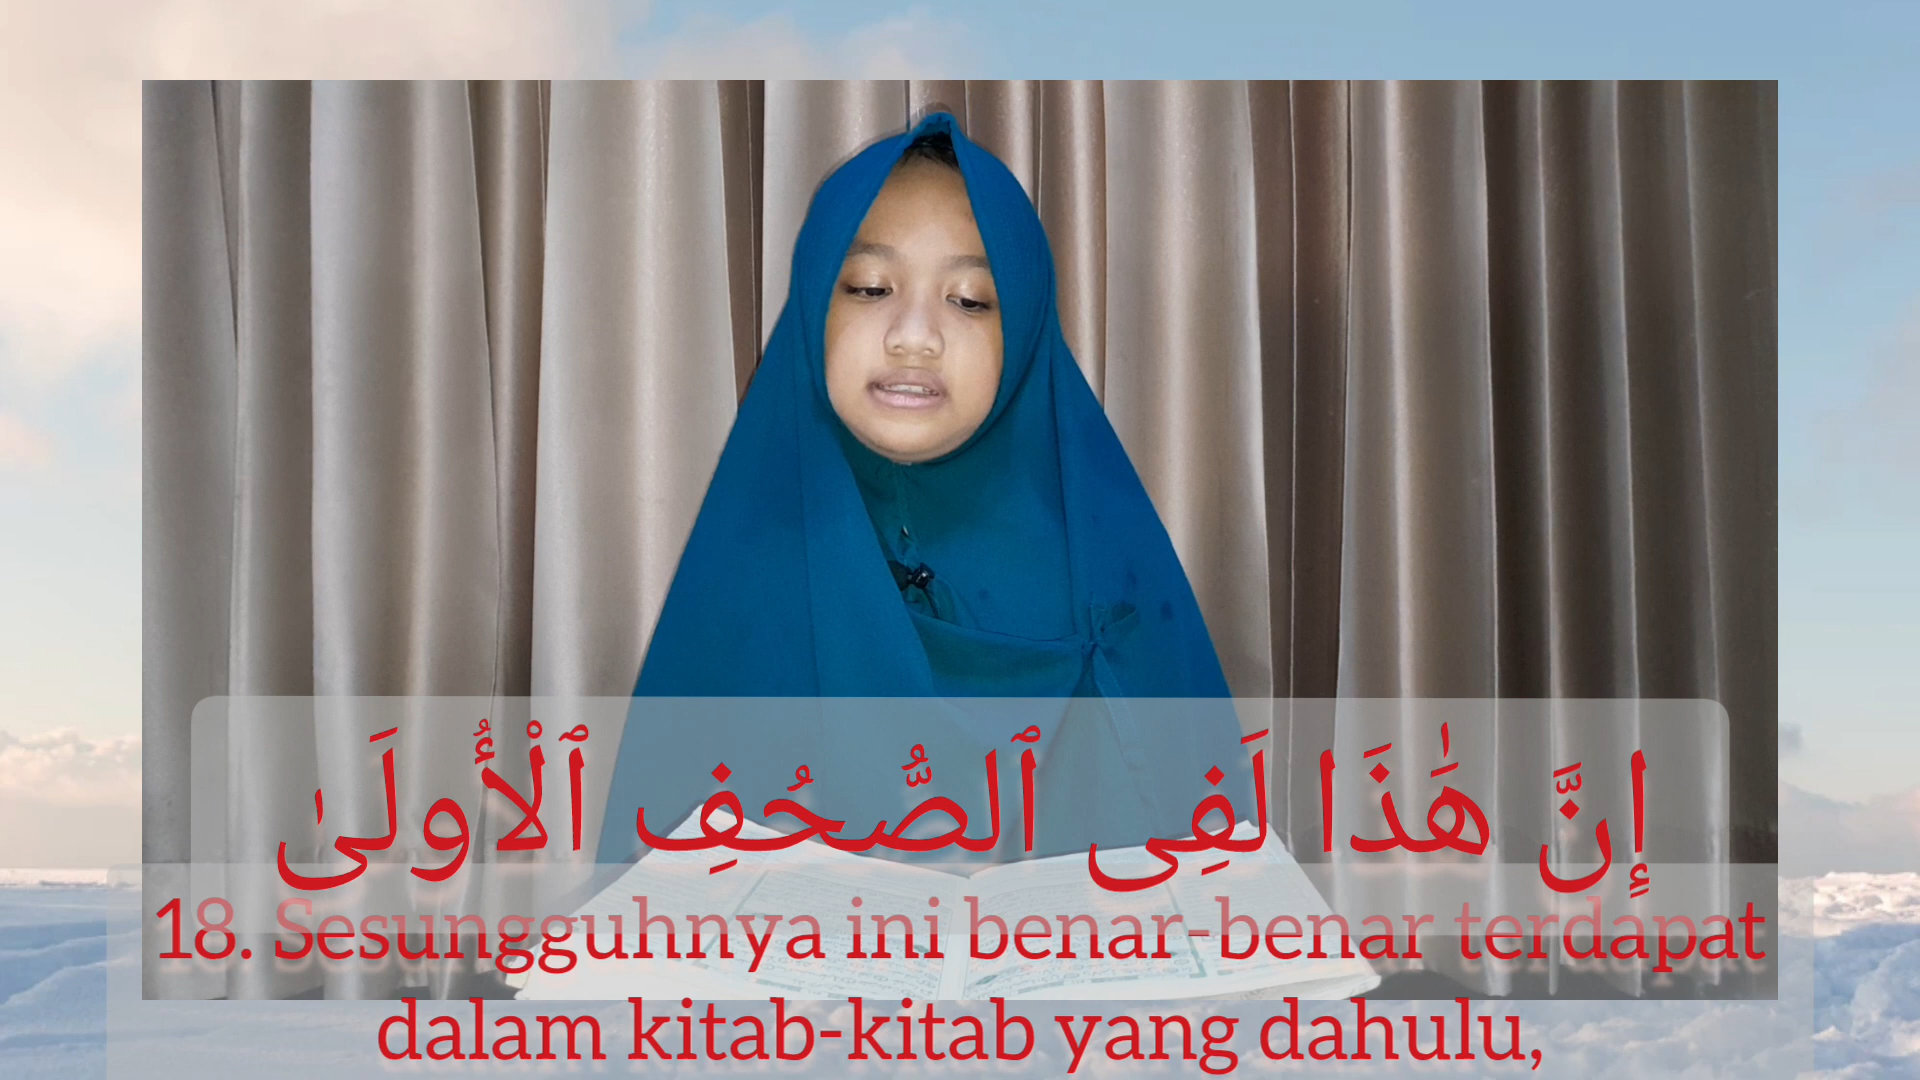 إِنَّ هَٰذَا لَفِى ٱلصُّحُفِ ٱلْأُولَىٰ
18. Sesungguhnya ini benar-benar terdapat
dalam kitab-kitab yang dahulu,